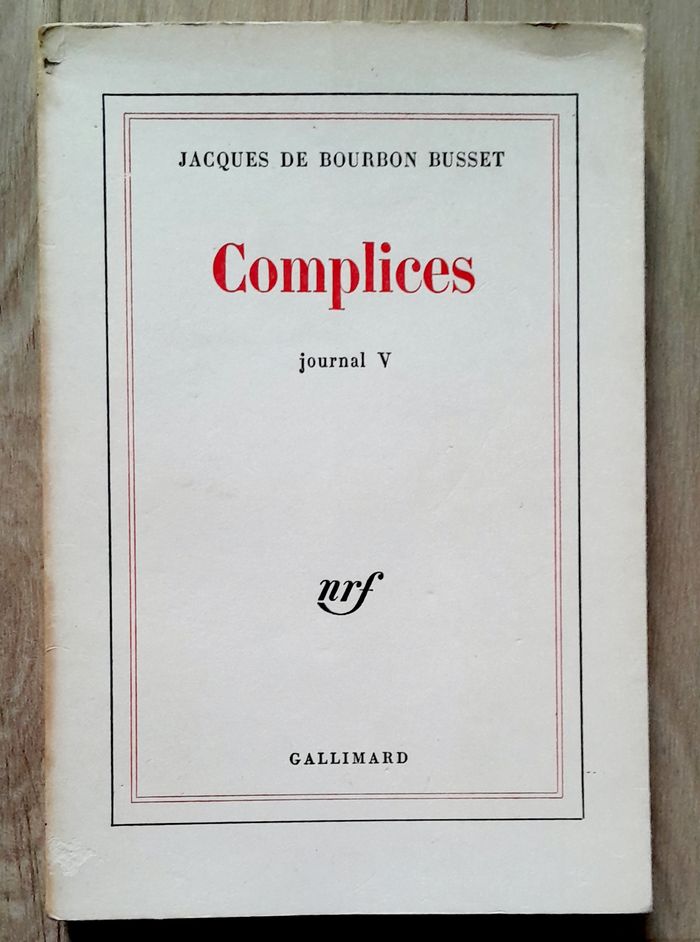 JACQUES DE BOURBON BUSSET
Complices
journal V
nrf
GALLIMARD